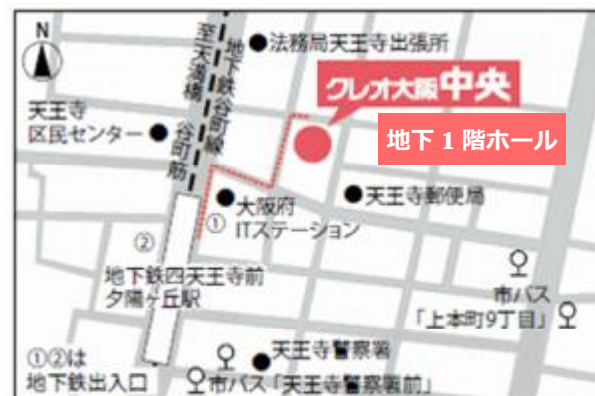 N
至天満橋
地下鉄谷町線
谷町筋
法務局天王寺出張所
クレオ大阪中央
地下 1 階ホール
天王寺
区民センター
大阪府
ITステーション
天王寺郵便局
①
②
地下鉄四天王寺前
夕陽ヶ丘駅
市バス
「上本町9丁目」
天王寺警察署
市バス「天王寺警察署前」
①②は
地下鉄出入口